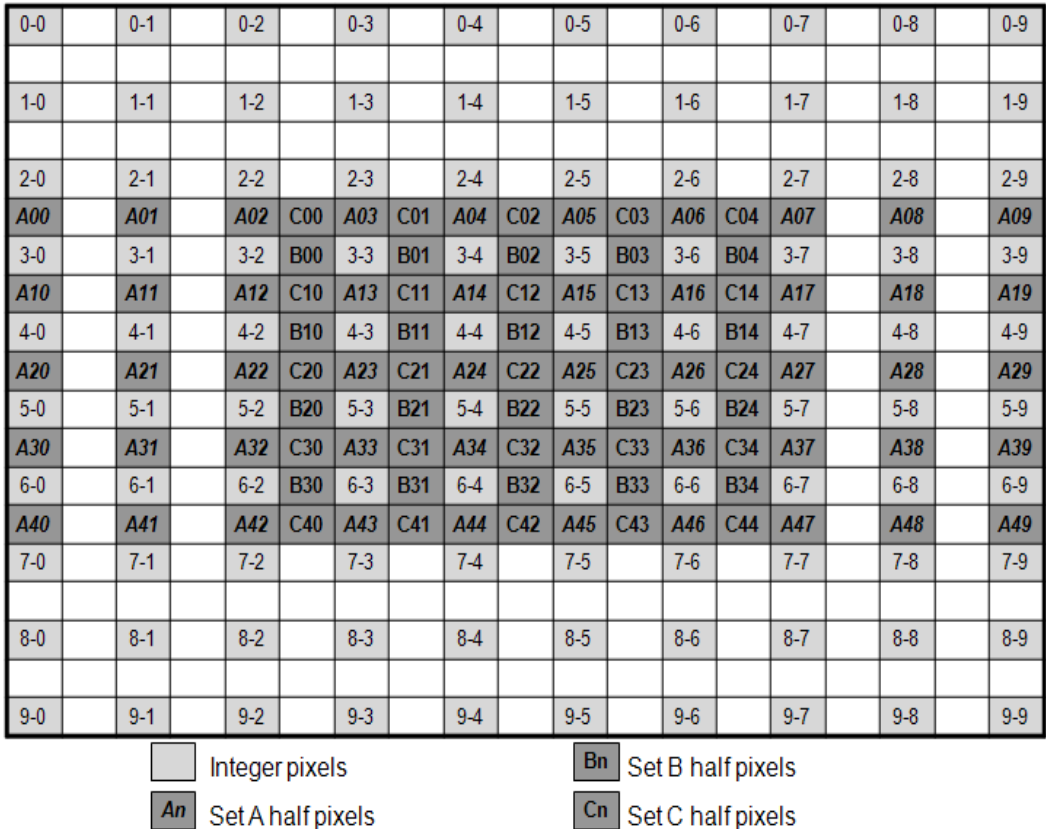 0-0 0-1 0-2 0-3 0-4 0-5 0-6 0-7 0-8 0-9
1-0 1-1 1-2 1-3 1-4 1-5 1-6 1-7 1-8 1-9
2-0 2-1 2-2 2-3 2-4 2-5 2-6 2-7 2-8 2-9
A00 A01 A02 C00 A03 C01 A04 C02 A05 C03 A06 C04 A07 A08 A09
3-0 3-1 3-2 B00 3-3 B01 3-4 B02 3-5 B03 3-6 B04 3-7 3-8 3-9
A10 A11 A12 C10 A13 C11 A14 C12 A15 C13 A16 C14 A17 A18 A19
4-0 4-1 4-2 B10 4-3 B11 4-4 B12 4-5 B13 4-6 B14 4-7 4-8 4-9
A20 A21 A22 C20 A23 C21 A24 C22 A25 C23 A26 C24 A27 A28 A29
5-0 5-1 5-2 B20 5-3 B21 5-4 B22 5-5 B23 5-6 B24 5-7 5-8 5-9
A30 A31 A32 C30 A33 C31 A34 C32 A35 C33 A36 C34 A37 A38 A39
6-0 6-1 6-2 B30 6-3 B31 6-4 B32 6-5 B33 6-6 B34 6-7 6-8 6-9
A40 A41 A42 C40 A43 C41 A44 C42 A45 C43 A46 C44 A47 A48 A49
7-0 7-1 7-2 7-3 7-4 7-5 7-6 7-7 7-8 7-9
8-0 8-1 8-2 8-3 8-4 8-5 8-6 8-7 8-8 8-9
9-0 9-1 9-2 9-3 9-4 9-5 9-6 9-7 9-8 9-9
Integer pixels
Bn Set B half pixels
An Set A half pixels
Cn Set C half pixels